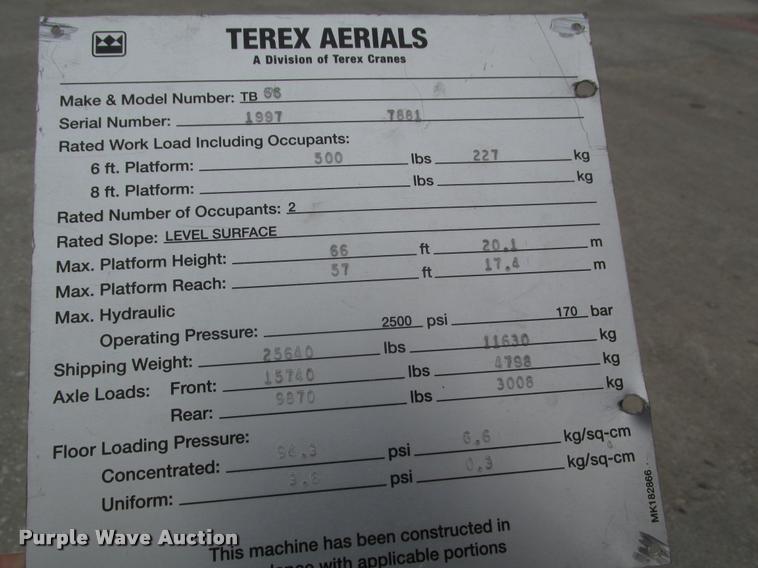 TEREX AERIALS
A Division of Terex Cranes
Make & Model Number: TB 66
Serial Number: 1997 7881
Rated Work Load Including Occupants:
6 ft. Platform: 500 lbs 227 kg
8 ft. Platform: lbs kg
Rated Number of Occupants: 2
Rated Slope: LEVEL SURFACE
Max. Platform Height: 66 ft 20.1 m
Max. Platform Reach: 57 ft 17.4 m
Max. Hydraulic
Operating Pressure: 2500 psi 170 bar
Shipping Weight: 25640 lbs 11630 kg
Axle Loads: Front: 15740 lbs 4798 kg
Rear: 9870 lbs 3008 kg
Floor Loading Pressure:
Concentrated: psi 6.6 kg/sq-cm
Uniform: psi 0.3 kg/sq-cm
MK182866
This machine has been constructed in
with applicable portions
Purple Wave Auction